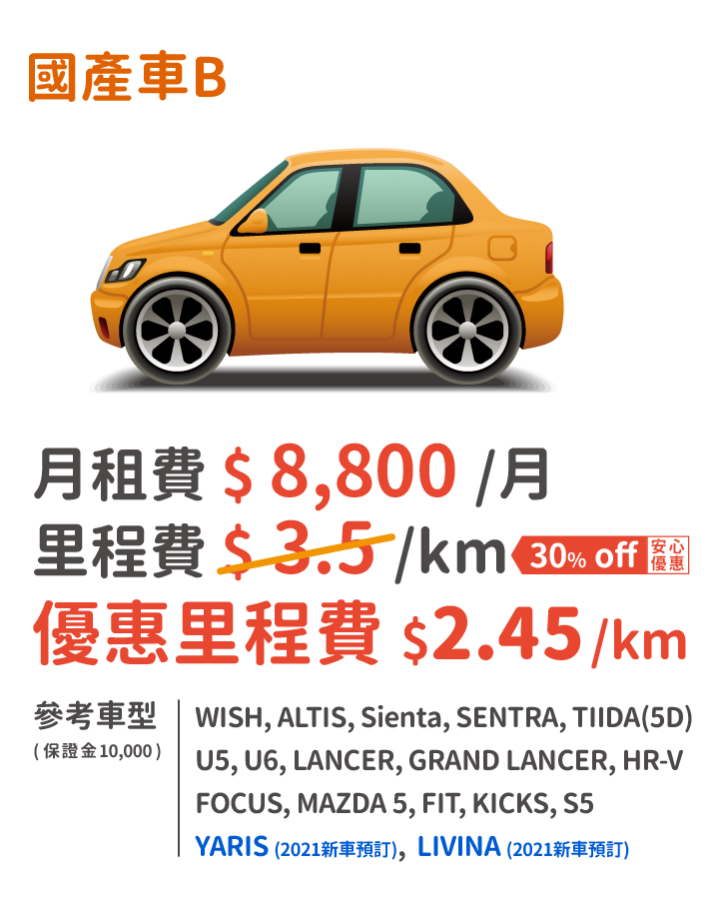 國產車B
月租費 $ 8,800 /月
里程費 $ 3.5 /km 30% off 安心優惠
優惠里程費 $2.45/km
參考車型
(保證金10,000)
WISH, ALTIS, Sienta, SENTRA, TIIDA(5D)
U5, U6, LANCER, GRAND LANCER, HR-V
FOCUS, MAZDA 5, FIT, KICKS, S5
YARIS (2021新車預訂), LIVINA (2021新車預訂)